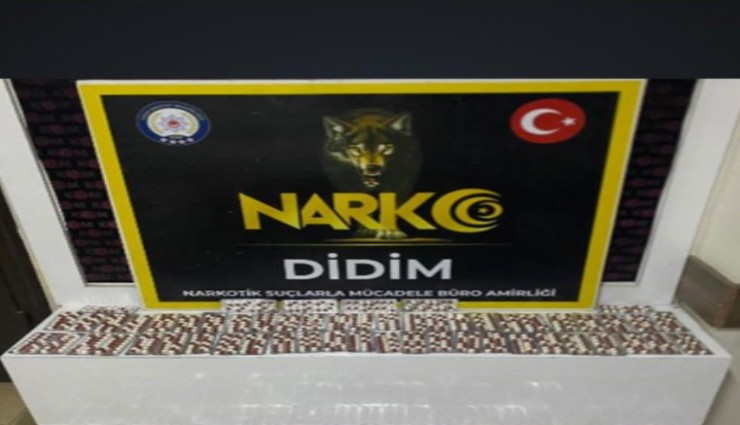 NARKO
DİDİM
NARKOTİK SUÇLARLA MÜCADELE BÜRO AMİRLİĞİ